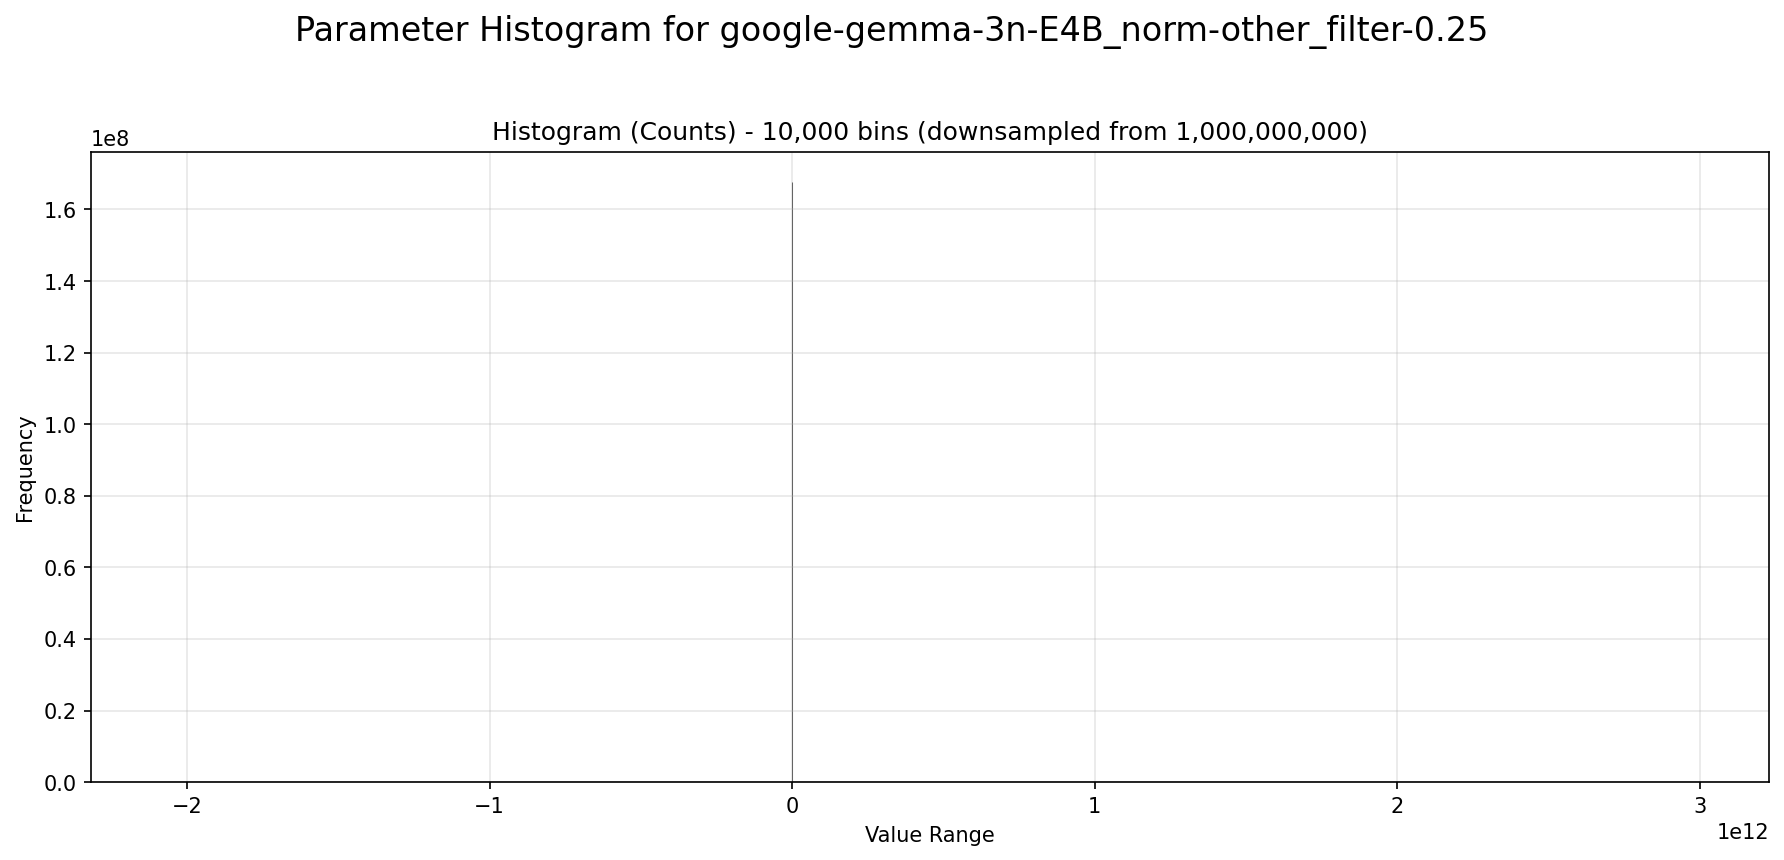 Parameter Histogram for google-gemma-3n-E4B_norm-other_filter-0.25
Histogram (Counts) - 10,000 bins (downsampled from 1,000,000,000)
1e8
1.6
1.4
1.2
1.0
0.8
0.6
0.4
0.2
0.0
Frequency
−2 −1 0 1 2 3
Value Range
1e12